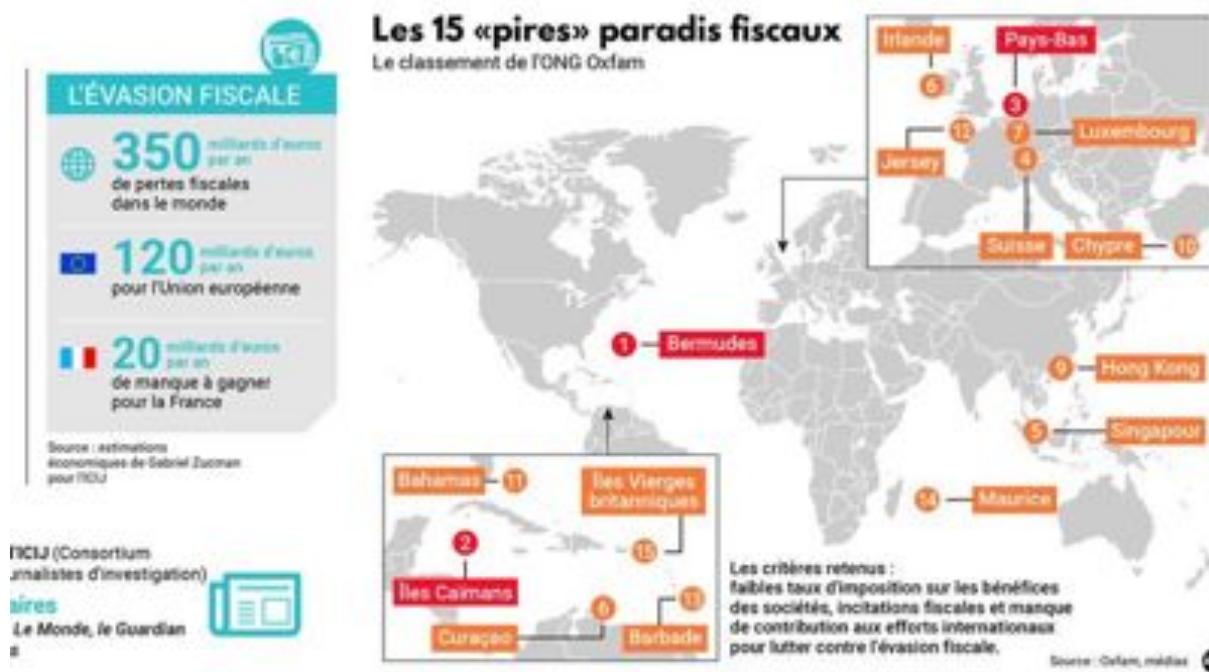 L'ÉVASION FISCALE
350 milliards d'euros par an
de pertes fiscales
dans le monde
120 milliards d'euros par an
pour l'Union européenne
20 milliards d'euros par an
de manque à gagner
pour la France
Source : estimations
économiques de Gabriel Zucman
pour l'ICIJ
l'ICIJ (Consortium
urnalistes d'investigation)
aires
Le Monde, le Guardian
s
Les 15 «pires» paradis fiscaux
Le classement de l'ONG Oxfam
Irlande
6
Pays-Bas
3
Jersey
12
7
Luxembourg
4
Suisse
Chypre
10
1
Bermudes
9
Hong Kong
5
Singapour
14
Maurice
Bahamas
11
Îles Vierges
britanniques
15
2
Îles Caïmans
Curaçao
Barbade
13
Les critères retenus :
faibles taux d'imposition sur les bénéfices
des sociétés, incitations fiscales et manque
de contribution aux efforts internationaux
pour lutter contre l'évasion fiscale.
Source : Oxfam, médias